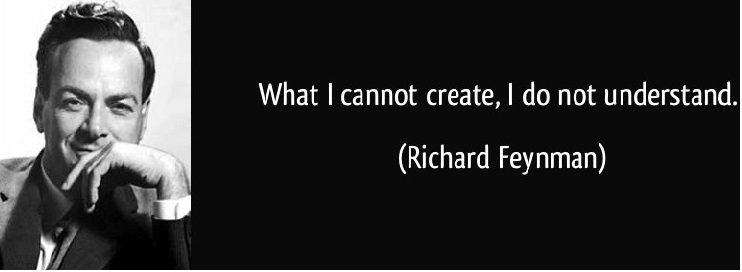 What I cannot create, I do not understand.
(Richard Feynman)